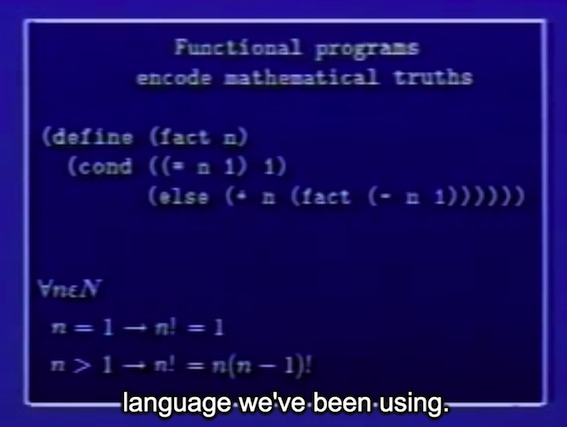 Functional programs
encode mathematical truths
(define (fact n)
(cond ((= n 1) 1)
(else (* n (fact (- n 1))))))
∀nϵN
n = 1 → n! = 1
n > 1 → n! = n(n − 1)!
language we've been using.